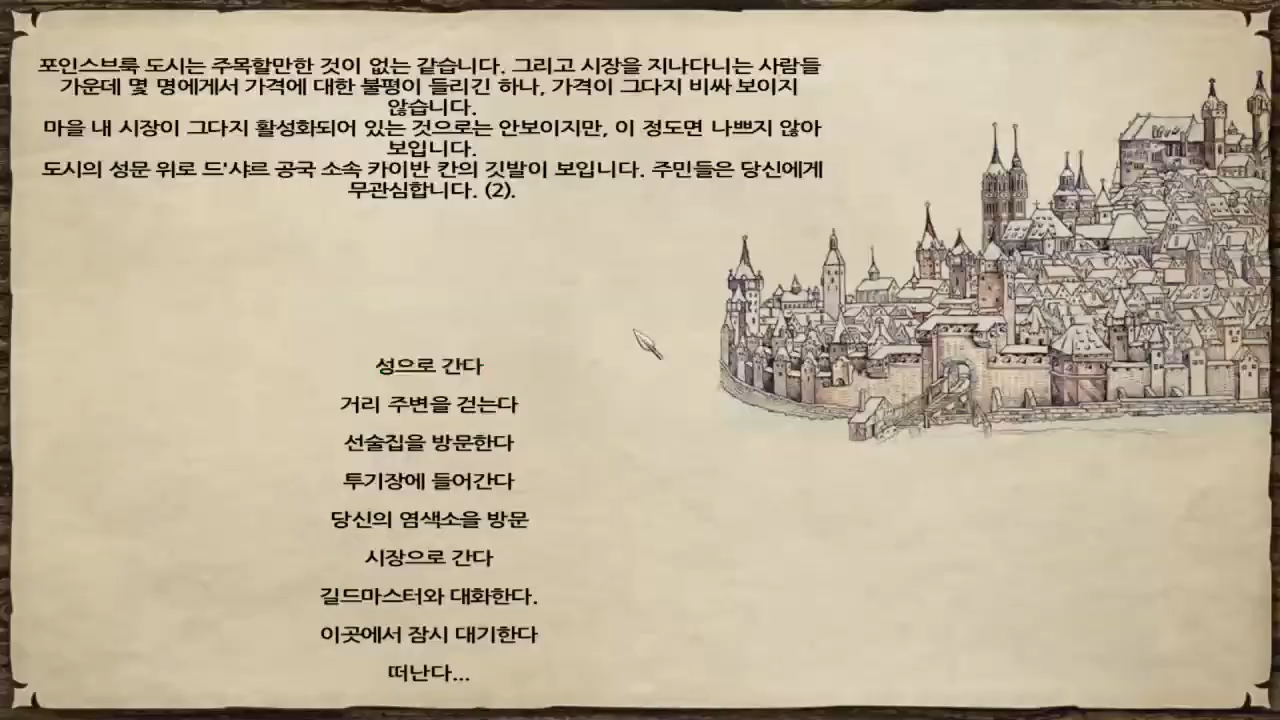 포인스브룩 도시는 주목할만한 것이 없는 같습니다. 그리고 시장을 지나다니는 사람들
가운데 몇 명에게서 가격에 대한 불평이 들리긴 하나, 가격이 그다지 비싸 보이지
않습니다.
마을 내 시장이 그다지 활성화되어 있는 것으로는 안보이지만, 이 정도면 나쁘지 않아
보입니다.
도시의 성문 위로 드'샤르 공국 소속 카이반 칸의 깃발이 보입니다. 주민들은 당신에게
무관심합니다. (2).
성으로 간다
거리 주변을 걷는다
선술집을 방문한다
투기장에 들어간다
당신의 염색소을 방문
시장으로 간다
길드마스터와 대화한다.
이곳에서 잠시 대기한다
떠난다...